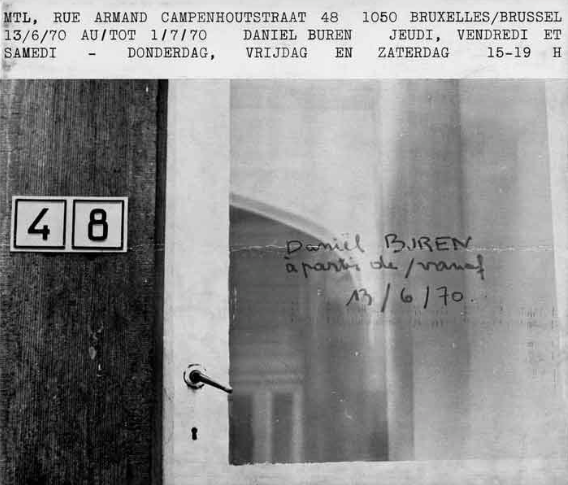 MTL, RUE ARMAND CAMPENHOUTSTRAAT 48 1050 BRUXELLES/BRUSSEL
13/6/70 AU/TOT 1/7/70 DANIEL BUREN JEUDI, VENDREDI ET
SAMEDI - DONDERDAG, VRIJDAG EN ZATERDAG 15-19 H
48
Daniel BUREN
à partir de / vanaf
13/6/70.